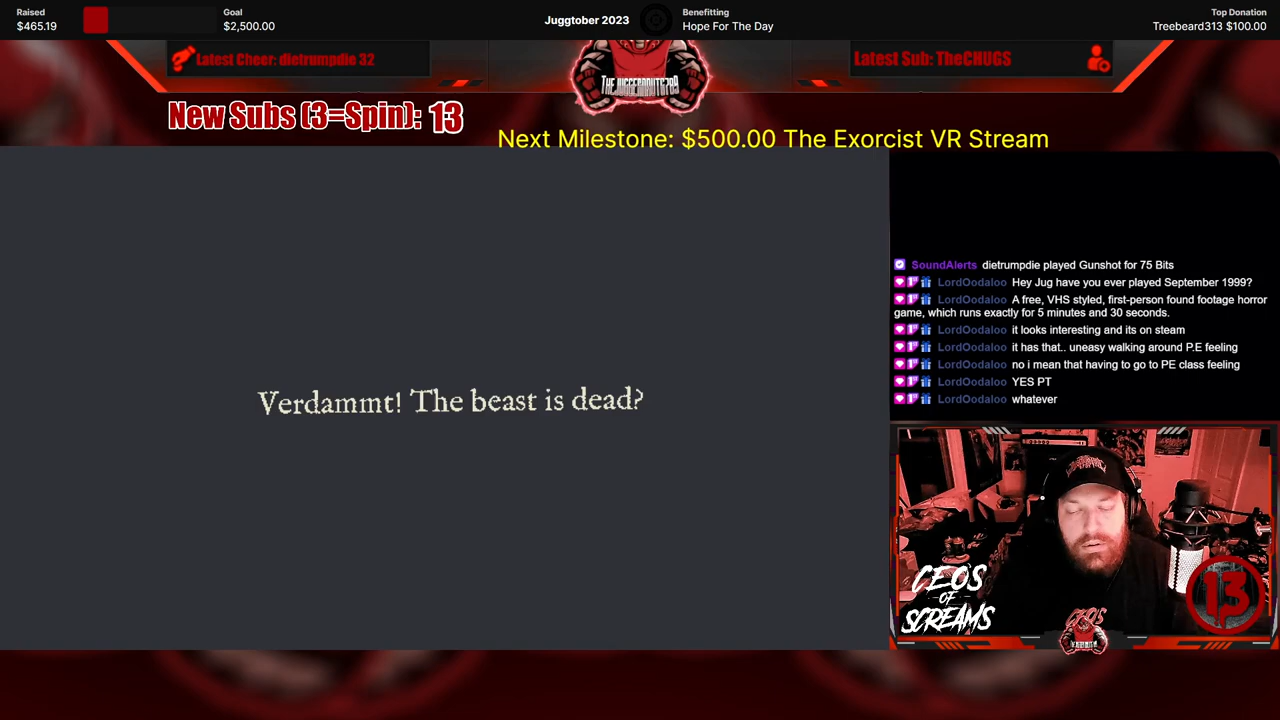 Raised
$465.19
Goal
$2,500.00
Juggtober 2023
Benefitting
Hope For The Day
Top Donation
Treebeard313 $100.00
Latest Cheer: dietrumpdie 32
THEJUGGERNAUT6789
Latest Sub: TheCHUGS
New Subs (3=Spin): 13
Next Milestone: $500.00 The Exorcist VR Stream
Verdammt! The beast is dead?
SoundAlerts dietrumpdie played Gunshot for 75 Bits
LordOodaloo Hey Jug have you ever played September 1999?
LordOodaloo A free, VHS styled, first-person found footage horror
game, which runs exactly for 5 minutes and 30 seconds.
LordOodaloo it looks interesting and its on steam
LordOodaloo it has that.. uneasy walking around P.E feeling
LordOodaloo no i mean that having to go to PE class feeling
LordOodaloo YES PT
LordOodaloo whatever
CEOS
OF
SCREAMS
13